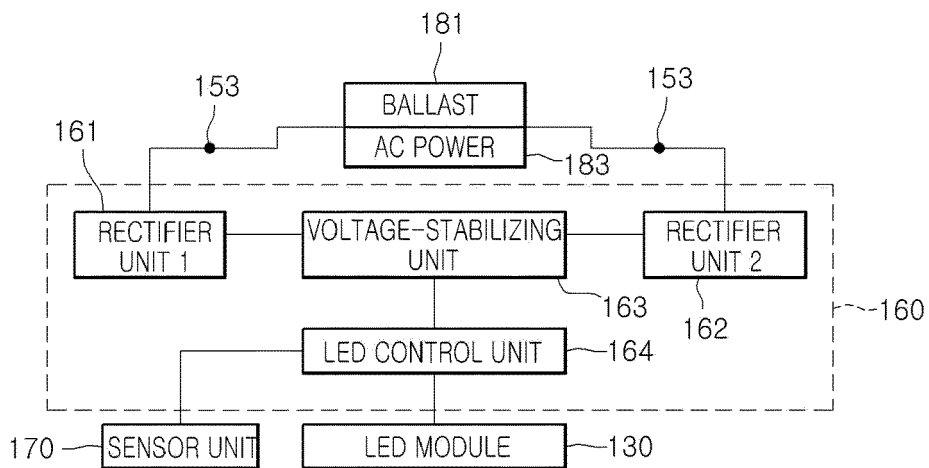 181
153
BALLAST
153
161
AC POWER
183
RECTIFIER
UNIT 1
VOLTAGE-STABILIZING
UNIT
RECTIFIER
UNIT 2
163
162
160
LED CONTROL UNIT
164
170
SENSOR UNIT
LED MODULE
130